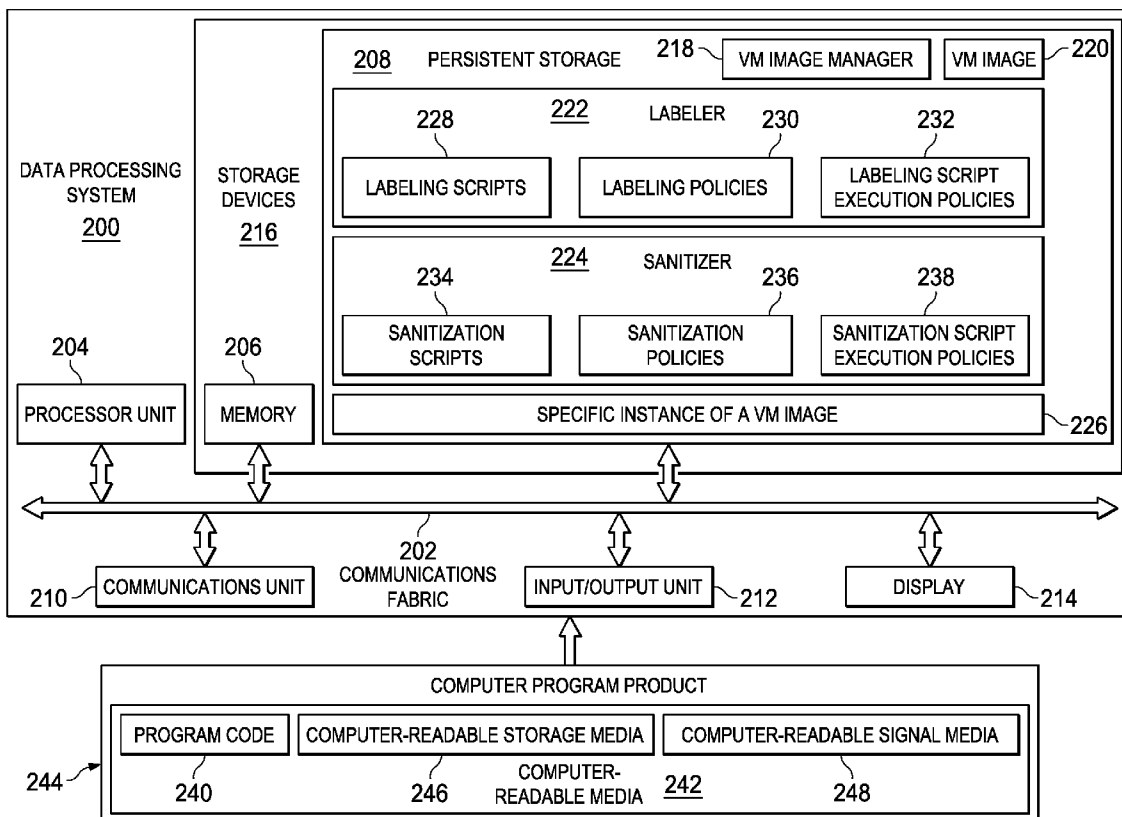 208 PERSISTENT STORAGE
218
VM IMAGE MANAGER
VM IMAGE
220
222 LABELER
228
230
232
LABELING SCRIPTS
LABELING POLICIES
LABELING SCRIPT
EXECUTION POLICIES
DATA PROCESSING
SYSTEM
200
STORAGE
DEVICES
216
224 SANITIZER
234
236
238
SANITIZATION
SCRIPTS
SANITIZATION
POLICIES
SANITIZATION SCRIPT
EXECUTION POLICIES
204
PROCESSOR UNIT
206
MEMORY
SPECIFIC INSTANCE OF A VM IMAGE
226
202
COMMUNICATIONS
FABRIC
210
COMMUNICATIONS UNIT
INPUT/OUTPUT UNIT
212
DISPLAY
214
COMPUTER PROGRAM PRODUCT
PROGRAM CODE
COMPUTER-READABLE STORAGE MEDIA
COMPUTER-READABLE SIGNAL MEDIA
244
240
246
248
COMPUTER-
READABLE MEDIA
242